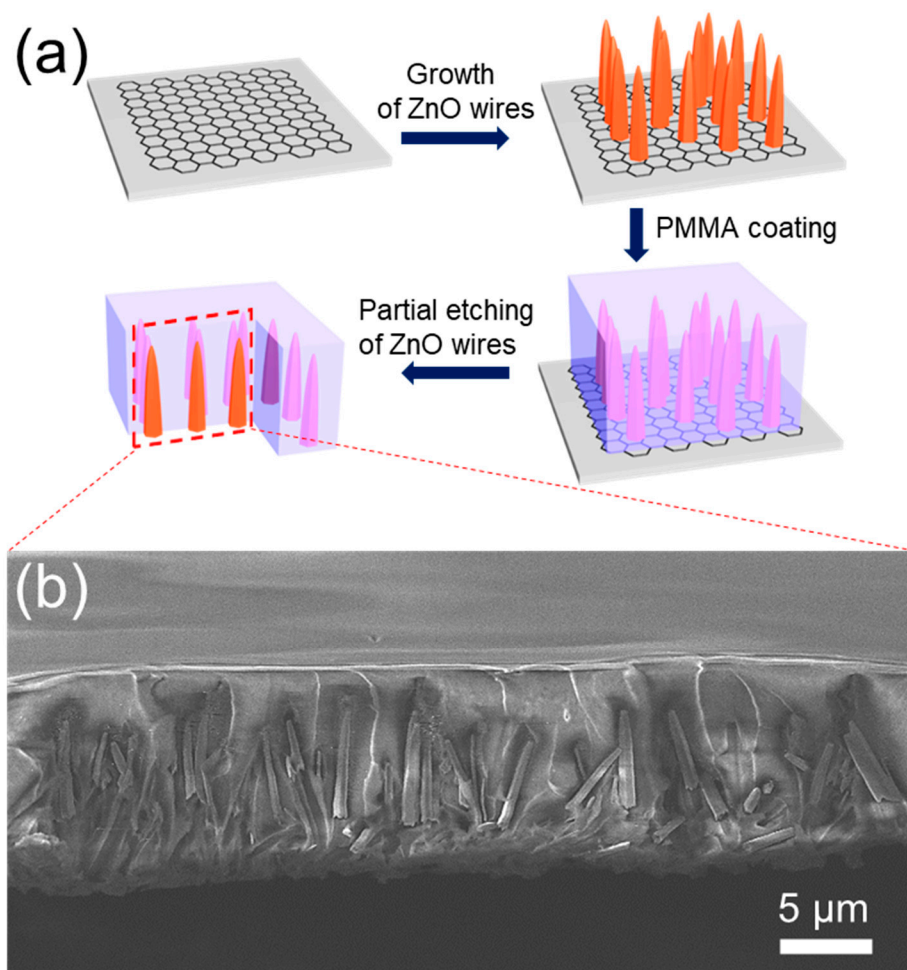 (a)
Growth
of ZnO wires
PMMA coating
Partial etching
of ZnO wires
(b)
5 μm